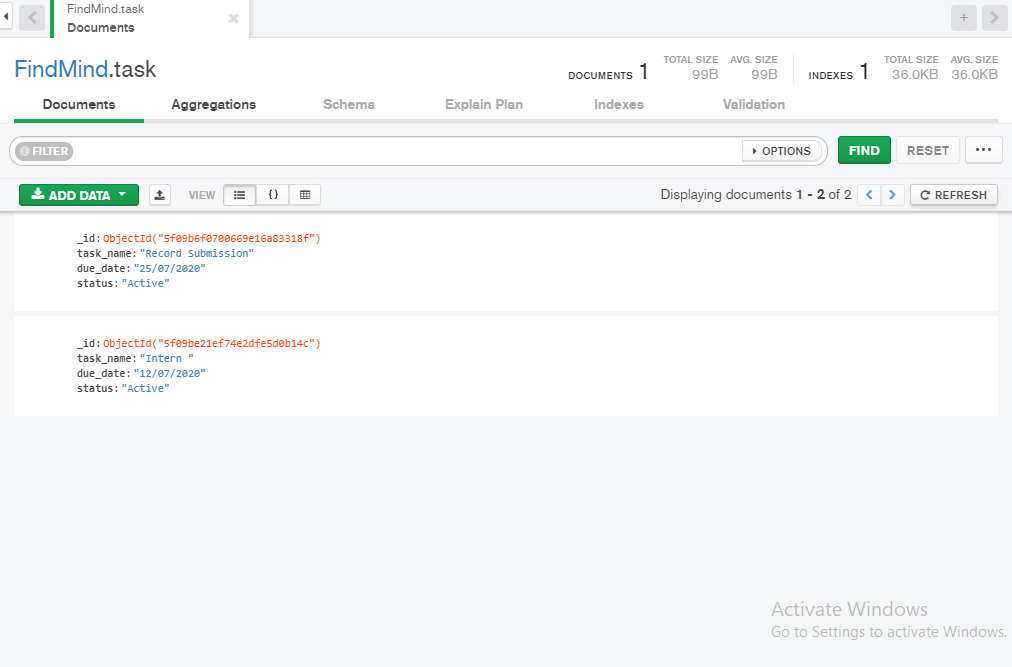 FindMind.task
Documents
FindMind.task
DOCUMENTS 1 TOTAL SIZE 99B AVG. SIZE 99B INDEXES 1 TOTAL SIZE 36.0KB AVG. SIZE 36.0KB
Documents Aggregations Schema Explain Plan Indexes Validation
FILTER OPTIONS FIND RESET
ADD DATA VIEW {} Displaying documents 1 - 2 of 2 REFRESH
_id: ObjectId("5f09b6f0700669e16a83318f")
task_name: "Record Submission"
due_date: "25/07/2020"
status: "Active"
_id: ObjectId("5f09be21ef74e2dfe5d0b14c")
task_name: "Intern "
due_date: "12/07/2020"
status: "Active"
Activate Windows
Go to Settings to activate Windows.